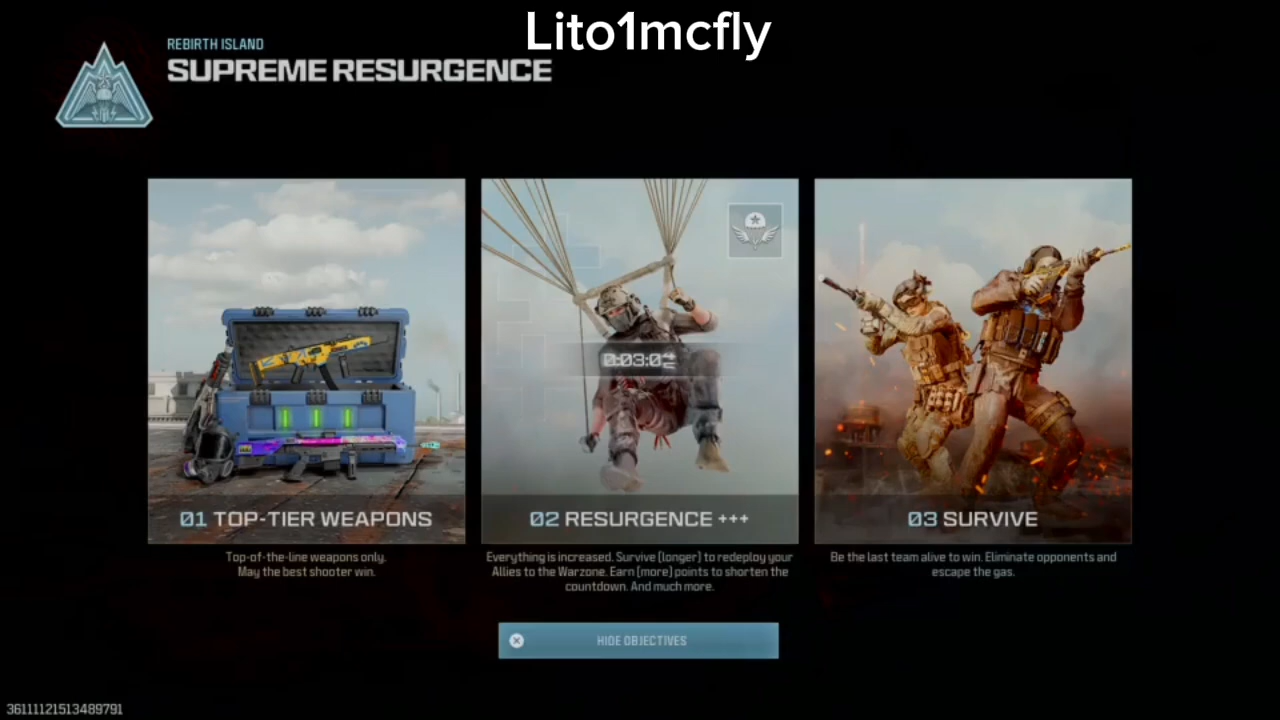 Lito1mcfly
REBIRTH ISLAND
SUPREME RESURGENCE
01 TOP-TIER WEAPONS
Top-of-the-line weapons only.
May the best shooter win.
02 RESURGENCE +++
Everything is increased. Survive (longer) to redeploy your
Allies to the Warzone. Earn (more) points to shorten the
countdown. And much more.
03 SURVIVE
Be the last team alive to win. Eliminate opponents and
escape the gas.
HIDE OBJECTIVES
36111121513489791